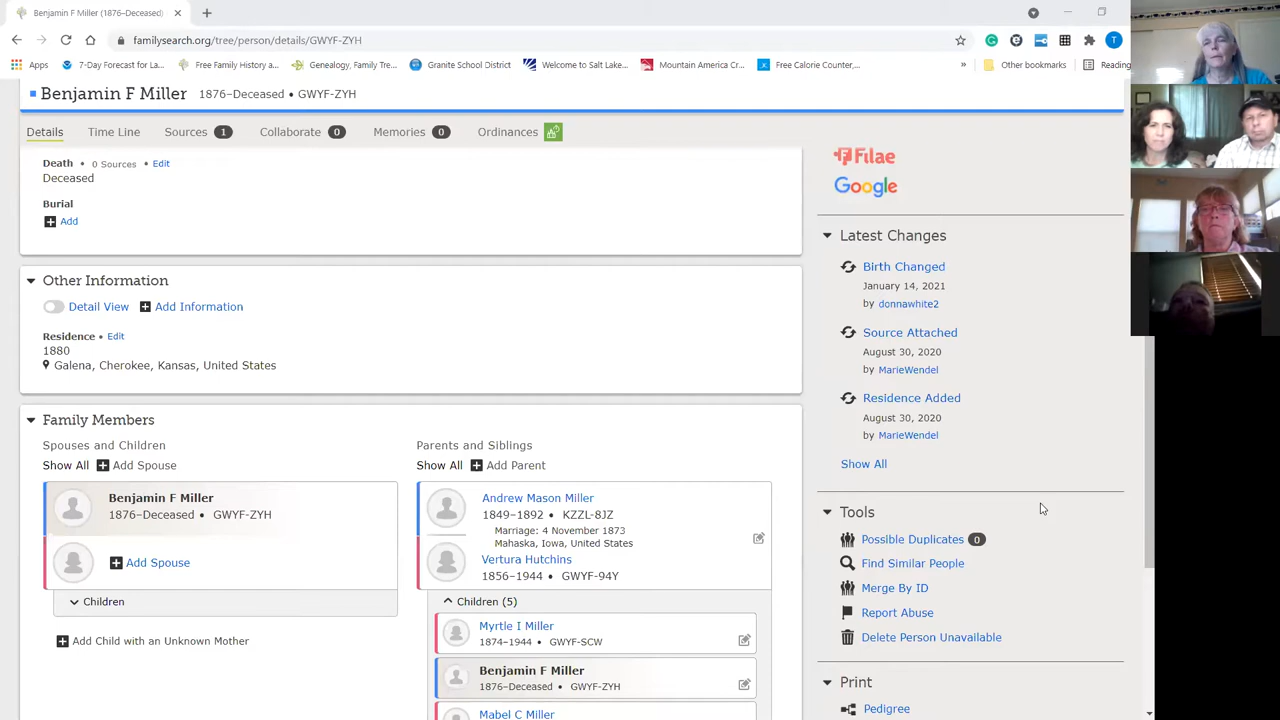 Benjamin F Miller (1876–Deceased)
familysearch.org/tree/person/details/GWYF-ZYH
T
Apps
7-Day Forecast for La...
Free Family History a...
Genealogy, Family Tre...
Granite School District
Welcome to Salt Lake...
Mountain America Cr...
Free Calorie Counter,...
»
Other bookmarks
Reading
Benjamin F Miller 1876–Deceased • GWYF-ZYH
Details Time Line Sources 1 Collaborate 0 Memories 0 Ordinances
Death • 0 Sources • Edit
Deceased
Burial
Add
Other Information
Detail View Add Information
Residence • Edit
1880
Galena, Cherokee, Kansas, United States
Family Members
Spouses and Children
Show All Add Spouse
Benjamin F Miller
1876–Deceased • GWYF-ZYH
Add Spouse
Children
Add Child with an Unknown Mother
Parents and Siblings
Show All Add Parent
Andrew Mason Miller
1849–1892 • KZZL-8JZ
Marriage: 4 November 1873
Mahaska, Iowa, United States
Vertura Hutchins
1856–1944 • GWYF-94Y
Children (5)
Myrtle I Miller
1874–1944 • GWYF-SCW
Benjamin F Miller
1876–Deceased • GWYF-ZYH
Mabel C Miller
Filae
Google
Latest Changes
Birth Changed
January 14, 2021
by donnawhite2
Source Attached
August 30, 2020
by MarieWendel
Residence Added
August 30, 2020
by MarieWendel
Show All
Tools
Possible Duplicates 0
Find Similar People
Merge By ID
Report Abuse
Delete Person Unavailable
Print
Pedigree